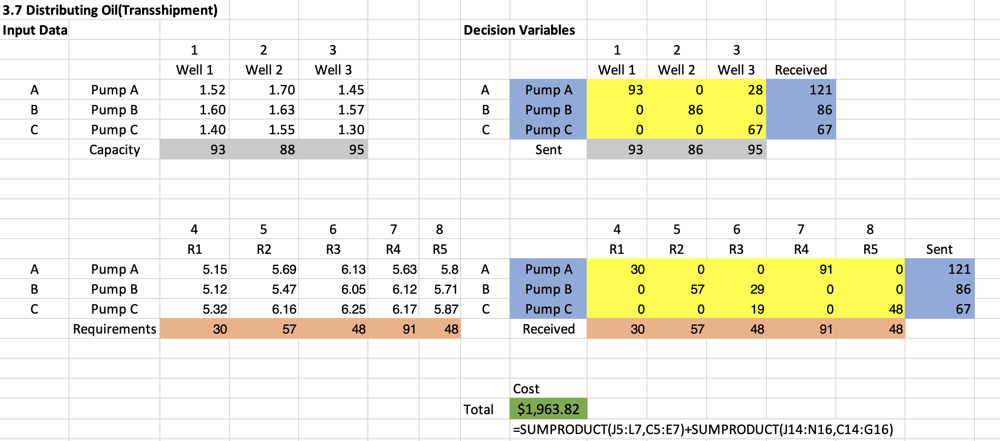 3.7 Distributing Oil(Transshipment)
Input Data Decision Variables
1 2 3 1 2 3
Well 1 Well 2 Well 3 Well 1 Well 2 Well 3 Received
A Pump A 1.52 1.70 1.45 A Pump A 93 0 28 121
B Pump B 1.60 1.63 1.57 B Pump B 0 86 0 86
C Pump C 1.40 1.55 1.30 C Pump C 0 0 67 67
Capacity 93 88 95 Sent 93 86 95
4 5 6 7 8 4 5 6 7 8
R1 R2 R3 R4 R5 R1 R2 R3 R4 R5 Sent
A Pump A 5.15 5.69 6.13 5.63 5.8 A Pump A 30 0 0 91 0 121
B Pump B 5.12 5.47 6.05 6.12 5.71 B Pump B 0 57 29 0 0 86
C Pump C 5.32 6.16 6.25 6.17 5.87 C Pump C 0 0 19 0 48 67
Requirements 30 57 48 91 48 Received 30 57 48 91 48
Cost
Total $1,963.82
=SUMPRODUCT(J5:L7,C5:E7)+SUMPRODUCT(J14:N16,C14:G16)